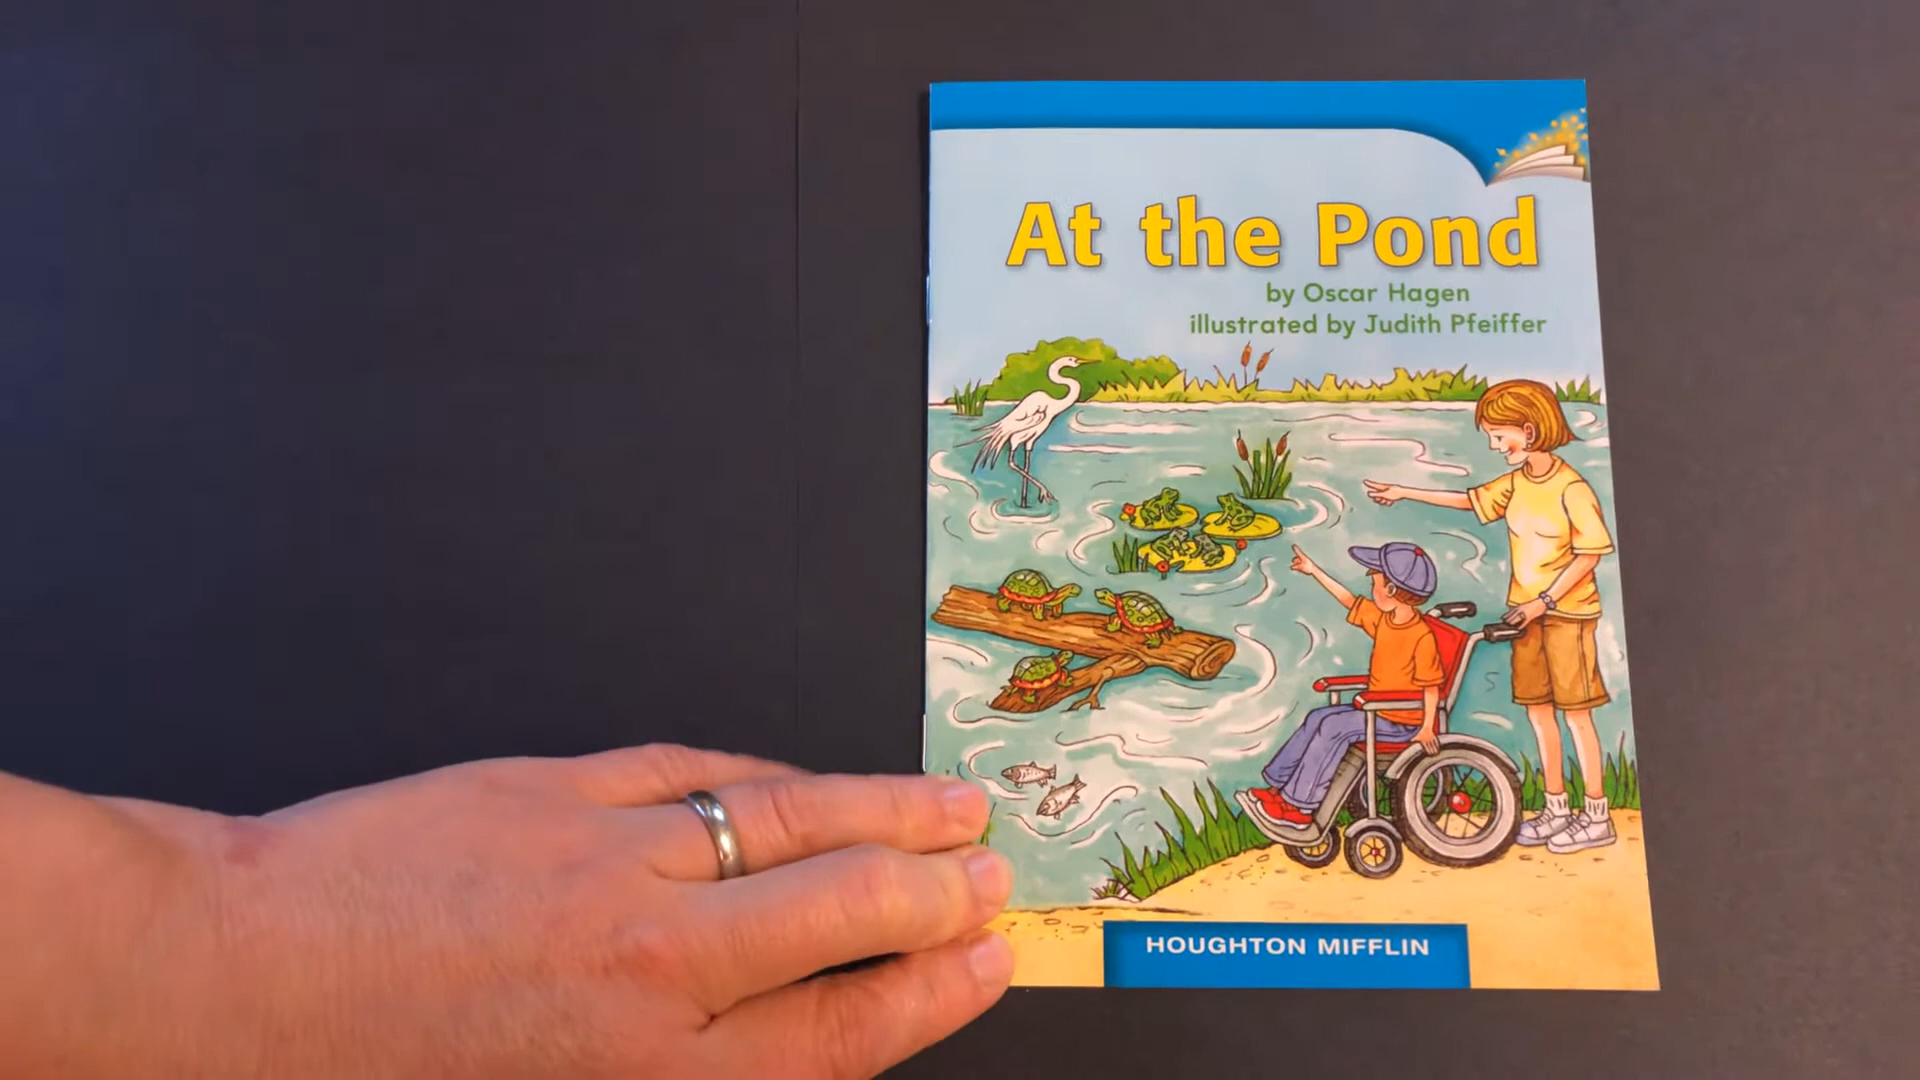 At the Pond
by Oscar Hagen
illustrated by Judith Pfeiffer
HOUGHTON MIFFLIN